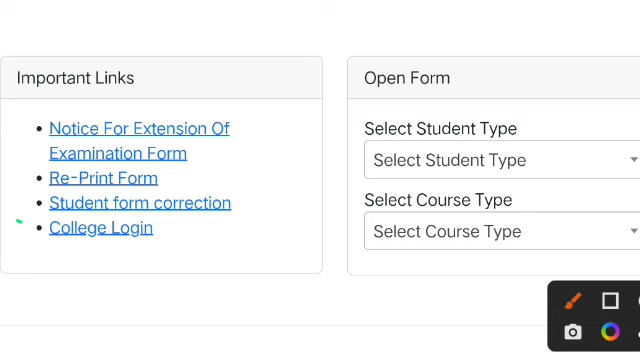 Important Links
Notice For Extension Of
Examination Form
Re-Print Form
Student form correction
College Login
Open Form
Select Student Type
Select Student Type
Select Course Type
Select Course Type